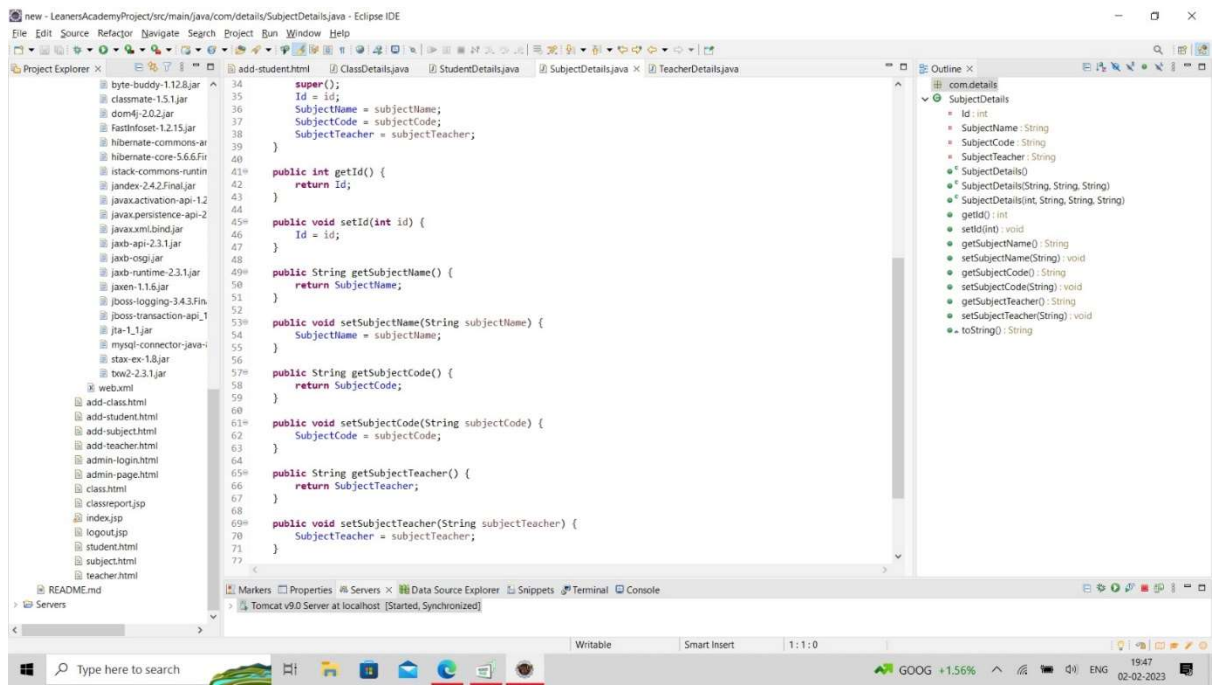 new - LeanersAcademyProject/src/main/java/com/details/SubjectDetails.java - Eclipse IDE
File Edit Source Refactor Navigate Search Project Run Window Help
Project Explorer
byte-buddy-1.12.8.jar
classmate-1.5.1.jar
dom4j-2.0.2.jar
FastInfoset-1.2.15.jar
hibernate-commons-ar
hibernate-core-5.6.6.Fir
istack-commons-runtin
jandex-2.4.2.Final.jar
javax.activation-api-1.2
javax.persistence-api-2
javax.xml.bind.jar
jaxb-api-2.3.1.jar
jaxb-osgi.jar
jaxb-runtime-2.3.1.jar
jaxen-1.1.6.jar
jboss-logging-3.4.3.Fin
jboss-transaction-api_1
jta-1_1.jar
mysql-connector-java-
stax-ex-1.8.jar
txw2-2.3.1.jar
web.xml
add-class.html
add-student.html
add-subject.html
add-teacher.html
admin-login.html
admin-page.html
class.html
classreport.jsp
index.jsp
logout.jsp
student.html
subject.html
teacher.html
README.md
Servers
add-student.html ClassDetails.java StudentDetails.java SubjectDetails.java TeacherDetails.java
34 super();
35 Id = id;
36 SubjectName = subjectName;
37 SubjectCode = subjectCode;
38 SubjectTeacher = subjectTeacher;
39 }
40
41 public int getId() {
42 return Id;
43 }
44
45 public void setId(int id) {
46 Id = id;
47 }
48
49 public String getSubjectName() {
50 return SubjectName;
51 }
52
53 public void setSubjectName(String subjectName) {
54 SubjectName = subjectName;
55 }
56
57 public String getSubjectCode() {
58 return SubjectCode;
59 }
60
61 public void setSubjectCode(String subjectCode) {
62 SubjectCode = subjectCode;
63 }
64
65 public String getSubjectTeacher() {
66 return SubjectTeacher;
67 }
68
69 public void setSubjectTeacher(String subjectTeacher) {
70 SubjectTeacher = subjectTeacher;
71 }
77
Outline
com.details
SubjectDetails
Id : int
SubjectName : String
SubjectCode : String
SubjectTeacher : String
SubjectDetails()
SubjectDetails(String, String, String)
SubjectDetails(int, String, String, String)
getId() : int
setId(int) : void
getSubjectName() : String
setSubjectName(String) : void
getSubjectCode() : String
setSubjectCode(String) : void
getSubjectTeacher() : String
setSubjectTeacher(String) : void
toString() : String
Markers Properties Servers Data Source Explorer Snippets Terminal Console
Tomcat v9.0 Server at localhost [Started, Synchronized]
Writable Smart Insert 1 : 1 : 0
Type here to search
GOOG +1.56% ENG 19:47
02-02-2023